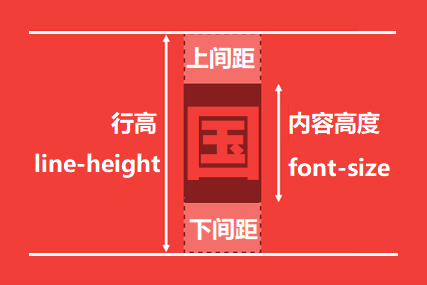 上间距
行高
line-height
国
内容高度
font-size
下间距